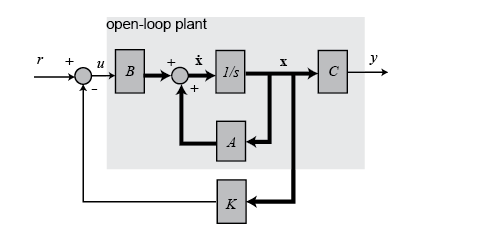 open-loop plant
r + u B + ẋ 1/s x C y
- +
A
K